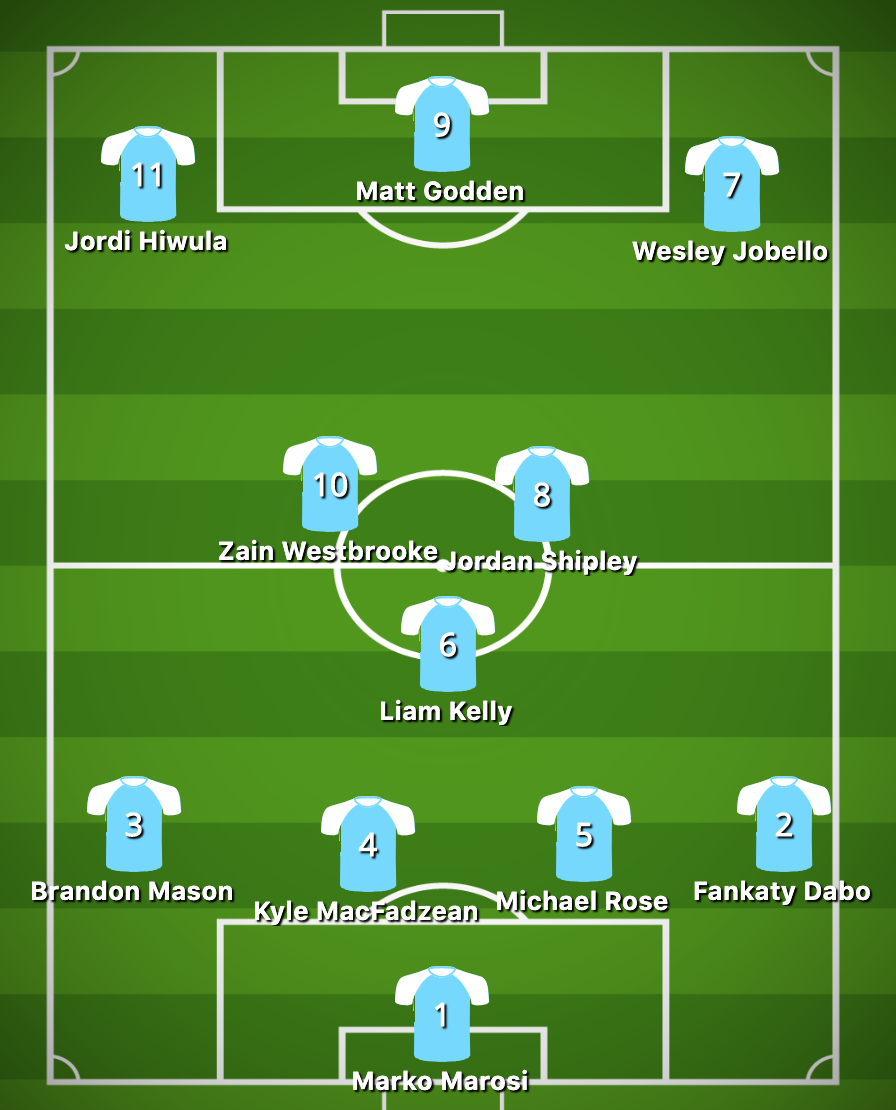 9
Matt Godden
11
Jordi Hiwula
7
Wesley Jobello
10
Zain Westbrooke
8
Jordan Shipley
6
Liam Kelly
3
Brandon Mason
4
Kyle MacFadzean
5
Michael Rose
2
Fankaty Dabo
1
Marko Marosi